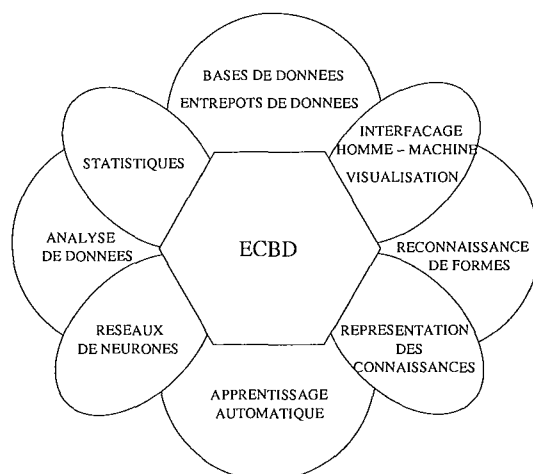 BASES DE DONNEES
ENTREPOTS DE DONNEES
INTERFAÇAGE
HOMME – MACHINE
VISUALISATION
STATISTIQUES
ANALYSE
DE DONNEES
ECBD
RECONNAISSANCE
DE FORMES
RESEAUX
DE NEURONES
REPRESENTATION
DES
CONNAISSANCES
APPRENTISSAGE
AUTOMATIQUE